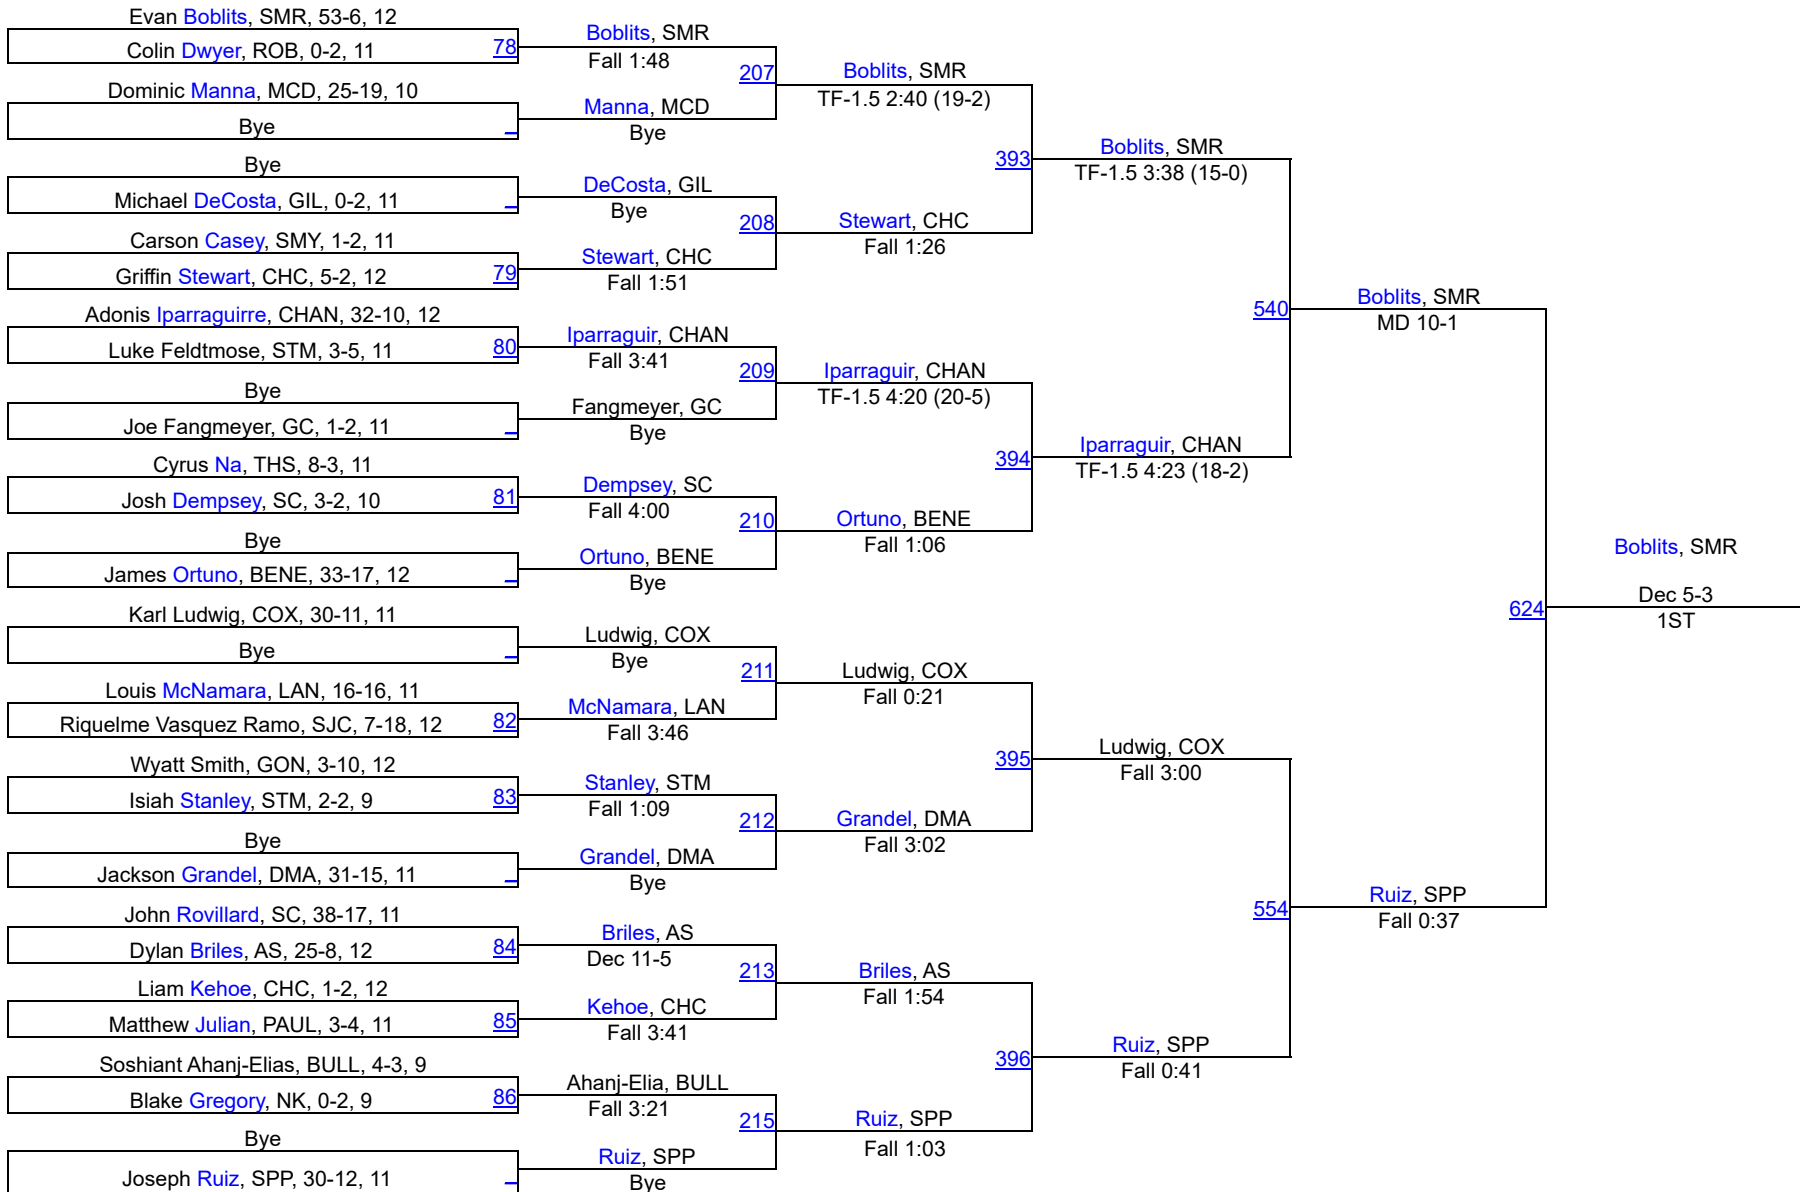 Evan Boblits, SMR, 53-6, 12
Colin Dwyer, ROB, 0-2, 11
78
Dominic Manna, MCD, 25-19, 10
Bye
Bye
Michael DeCosta, GIL, 0-2, 11
Carson Casey, SMY, 1-2, 11
Griffin Stewart, CHC, 5-2, 12
79
Adonis Iparraguirre, CHAN, 32-10, 12
Luke Feldtmose, STM, 3-5, 11
80
Bye
Joe Fangmeyer, GC, 1-2, 11
Cyrus Na, THS, 8-3, 11
Josh Dempsey, SC, 3-2, 10
81
Bye
James Ortuno, BENE, 33-17, 12
Karl Ludwig, COX, 30-11, 11
Bye
Louis McNamara, LAN, 16-16, 11
Riquelme Vasquez Ramo, SJC, 7-18, 12
82
Wyatt Smith, GON, 3-10, 12
Isiah Stanley, STM, 2-2, 9
83
Bye
Jackson Grandel, DMA, 31-15, 11
John Rovillard, SC, 38-17, 11
Dylan Briles, AS, 25-8, 12
84
Liam Kehoe, CHC, 1-2, 12
Matthew Julian, PAUL, 3-4, 11
85
Soshiant Ahanj-Elias, BULL, 4-3, 9
Blake Gregory, NK, 0-2, 9
86
Bye
Joseph Ruiz, SPP, 30-12, 11
Boblits, SMR
Fall 1:48
207
Manna, MCD
Bye
DeCosta, GIL
Bye
208
Stewart, CHC
Fall 1:51
Iparraguir, CHAN
Fall 3:41
209
Fangmeyer, GC
Bye
Dempsey, SC
Fall 4:00
210
Ortuno, BENE
Bye
Ludwig, COX
Bye
211
McNamara, LAN
Fall 3:46
Stanley, STM
Fall 1:09
212
Grandel, DMA
Bye
Briles, AS
Dec 11-5
213
Kehoe, CHC
Fall 3:41
Ahanj-Elia, BULL
Fall 3:21
215
Ruiz, SPP
Bye
Boblits, SMR
TF-1.5 2:40 (19-2)
393
Stewart, CHC
Fall 1:26
Iparraguir, CHAN
TF-1.5 4:20 (20-5)
394
Ortuno, BENE
Fall 1:06
Ludwig, COX
Fall 0:21
395
Grandel, DMA
Fall 3:02
Briles, AS
Fall 1:54
396
Ruiz, SPP
Fall 1:03
Boblits, SMR
TF-1.5 3:38 (15-0)
540
Iparraguir, CHAN
TF-1.5 4:23 (18-2)
Ludwig, COX
Fall 3:00
554
Ruiz, SPP
Fall 0:41
Boblits, SMR
MD 10-1
624
Ruiz, SPP
Fall 0:37
Boblits, SMR
Dec 5-3
1ST